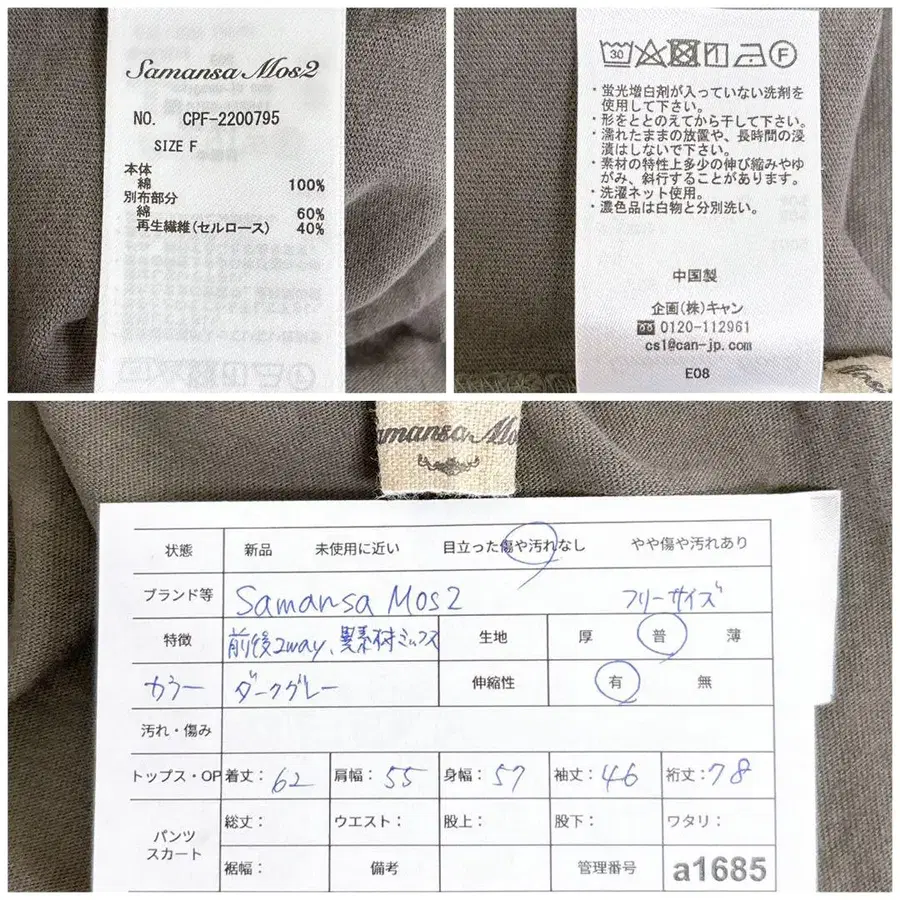 Samansa Mos2
NO. CPF-2200795
SIZE F
本体
綿 100%
別布部分
綿 60%
再生繊維(セルロース) 40%
30
F
・蛍光増白剤が入っていない洗剤を
使用して下さい。
・形をととのえてから干して下さい。
・濡れたままの放置や、長時間の浸
漬はしないで下さい。
・素材の特性上多少の伸び縮みやゆ
がみ、斜行することがあります。
・洗濯ネット使用。
・濃色品は白物と分別洗い。
中国製
企画(株)キャン
0120-112961
cs1@can-jp.com
E08
amansa Mo
状態 新品 未使用に近い 目立った傷や汚れなし やや傷や汚れあり
ブランド等 Samansa Mos2 フリーサイズ
特徴 前後2way、異素材ミックス 生地 厚 普 薄
カラー ダークグレー 伸縮性 有 無
汚れ・傷み
トップス・OP 着丈：62 肩幅：55 身幅：57 袖丈：46 裄丈：78
パンツ
スカート
総丈： ウエスト： 股上： 股下： ワタリ：
裾幅： 備考 管理番号 a1685